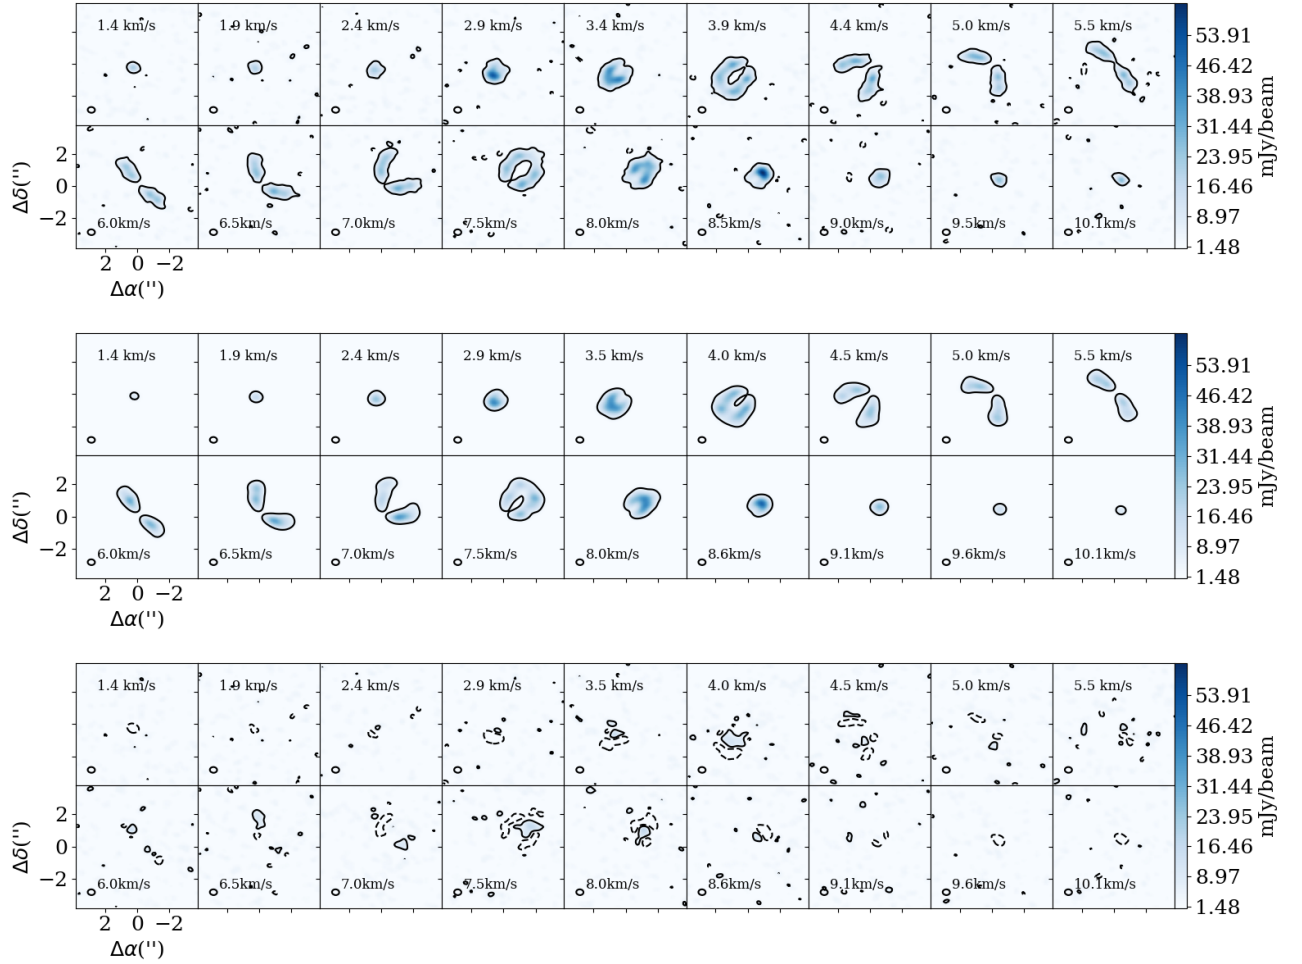 1.4 km/s 1.9 km/s 2.4 km/s 2.9 km/s 3.4 km/s 3.9 km/s 4.4 km/s 5.0 km/s 5.5 km/s
53.91
46.42
38.93
31.44
23.95
16.46
8.97
1.48
mJy/beam
Δδ('')
2
0
−2
6.0km/s 6.5km/s 7.0km/s 7.5km/s 8.0km/s 8.5km/s 9.0km/s 9.5km/s 10.1km/s
2 0 −2
Δα('')
1.4 km/s 1.9 km/s 2.4 km/s 2.9 km/s 3.5 km/s 4.0 km/s 4.5 km/s 5.0 km/s 5.5 km/s
53.91
46.42
38.93
31.44
23.95
16.46
8.97
1.48
mJy/beam
Δδ('')
2
0
−2
6.0km/s 6.5km/s 7.0km/s 7.5km/s 8.0km/s 8.6km/s 9.1km/s 9.6km/s 10.1km/s
2 0 −2
Δα('')
1.4 km/s 1.9 km/s 2.4 km/s 2.9 km/s 3.5 km/s 4.0 km/s 4.5 km/s 5.0 km/s 5.5 km/s
53.91
46.42
38.93
31.44
23.95
16.46
8.97
1.48
mJy/beam
Δδ('')
2
0
−2
6.0km/s 6.5km/s 7.0km/s 7.5km/s 8.0km/s 8.6km/s 9.1km/s 9.6km/s 10.1km/s
2 0 −2
Δα('')